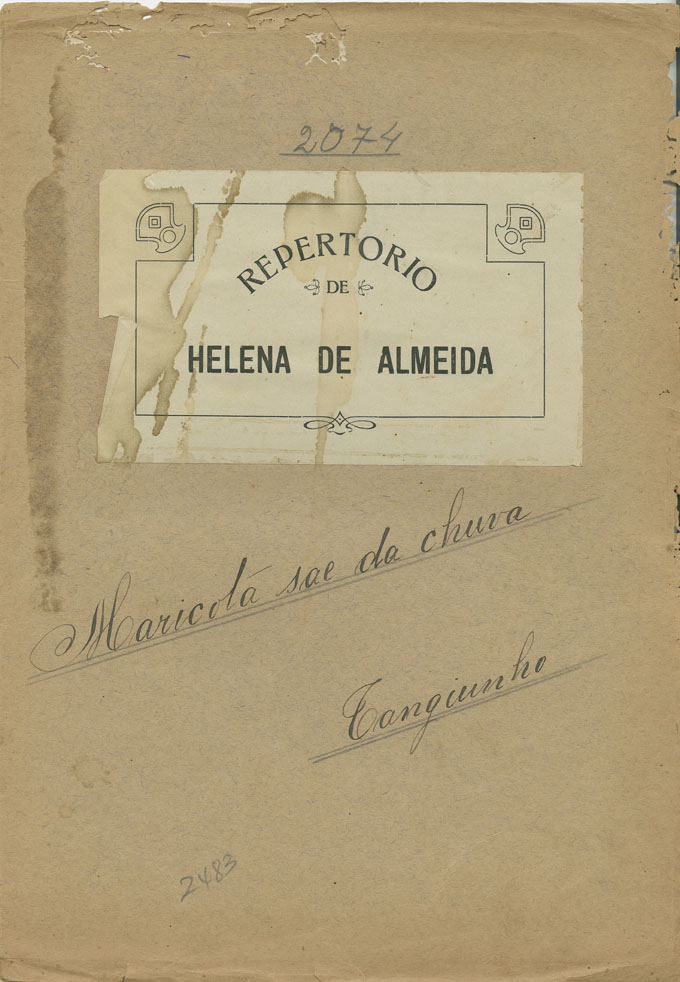 2074
REPERTORIO
DE
HELENA DE ALMEIDA
Maricota sae da chuva
Tanguinho
2483